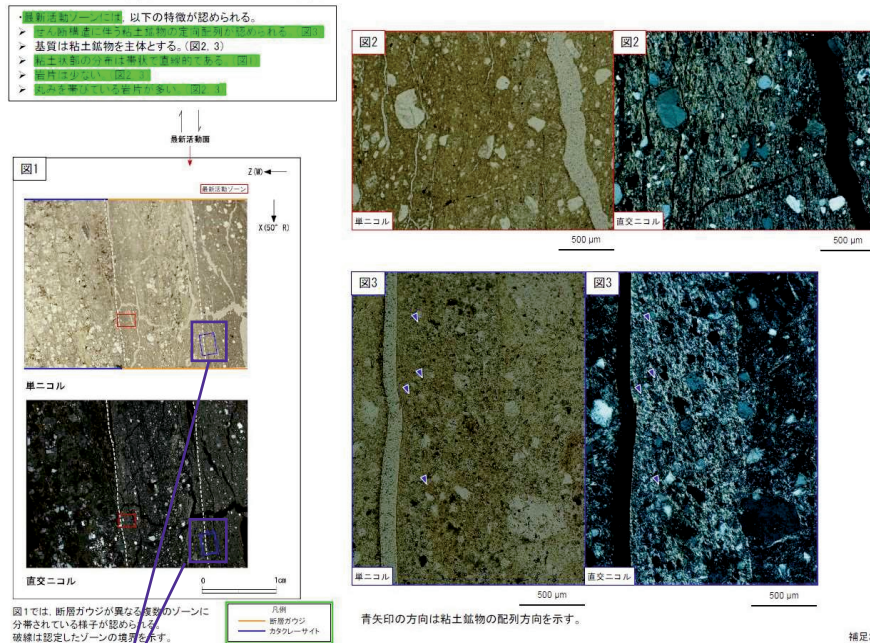 ・最新活動ゾーンには、以下の特徴が認められる。
➢ せん断構造に伴う粘土鉱物の定向配列が認められる。（図3）
➢ 基質は粘土鉱物を主体とする。(図2, 3)
➢ 粘土状部の分布は帯状で直線的である。（図1）
➢ 岩片は少ない。（図2, 3）
➢ 丸みを帯びている岩片が多い。（図2, 3）
最新活動面
図1
Z(W)
最新活動ゾーン
X(50° R)
単ニコル
直交ニコル
0 1cm
図1では、断層ガウジが異なる複数のゾーンに
分帯されている様子が認められる。
破線は認定したゾーンの境界を示す。
凡例
断層ガウジ
カタクレーサイト
図2
図2
単ニコル
直交ニコル
500 μm
500 μm
図3
図3
単ニコル
直交ニコル
500 μm
500 μm
青矢印の方向は粘土鉱物の配列方向を示す。